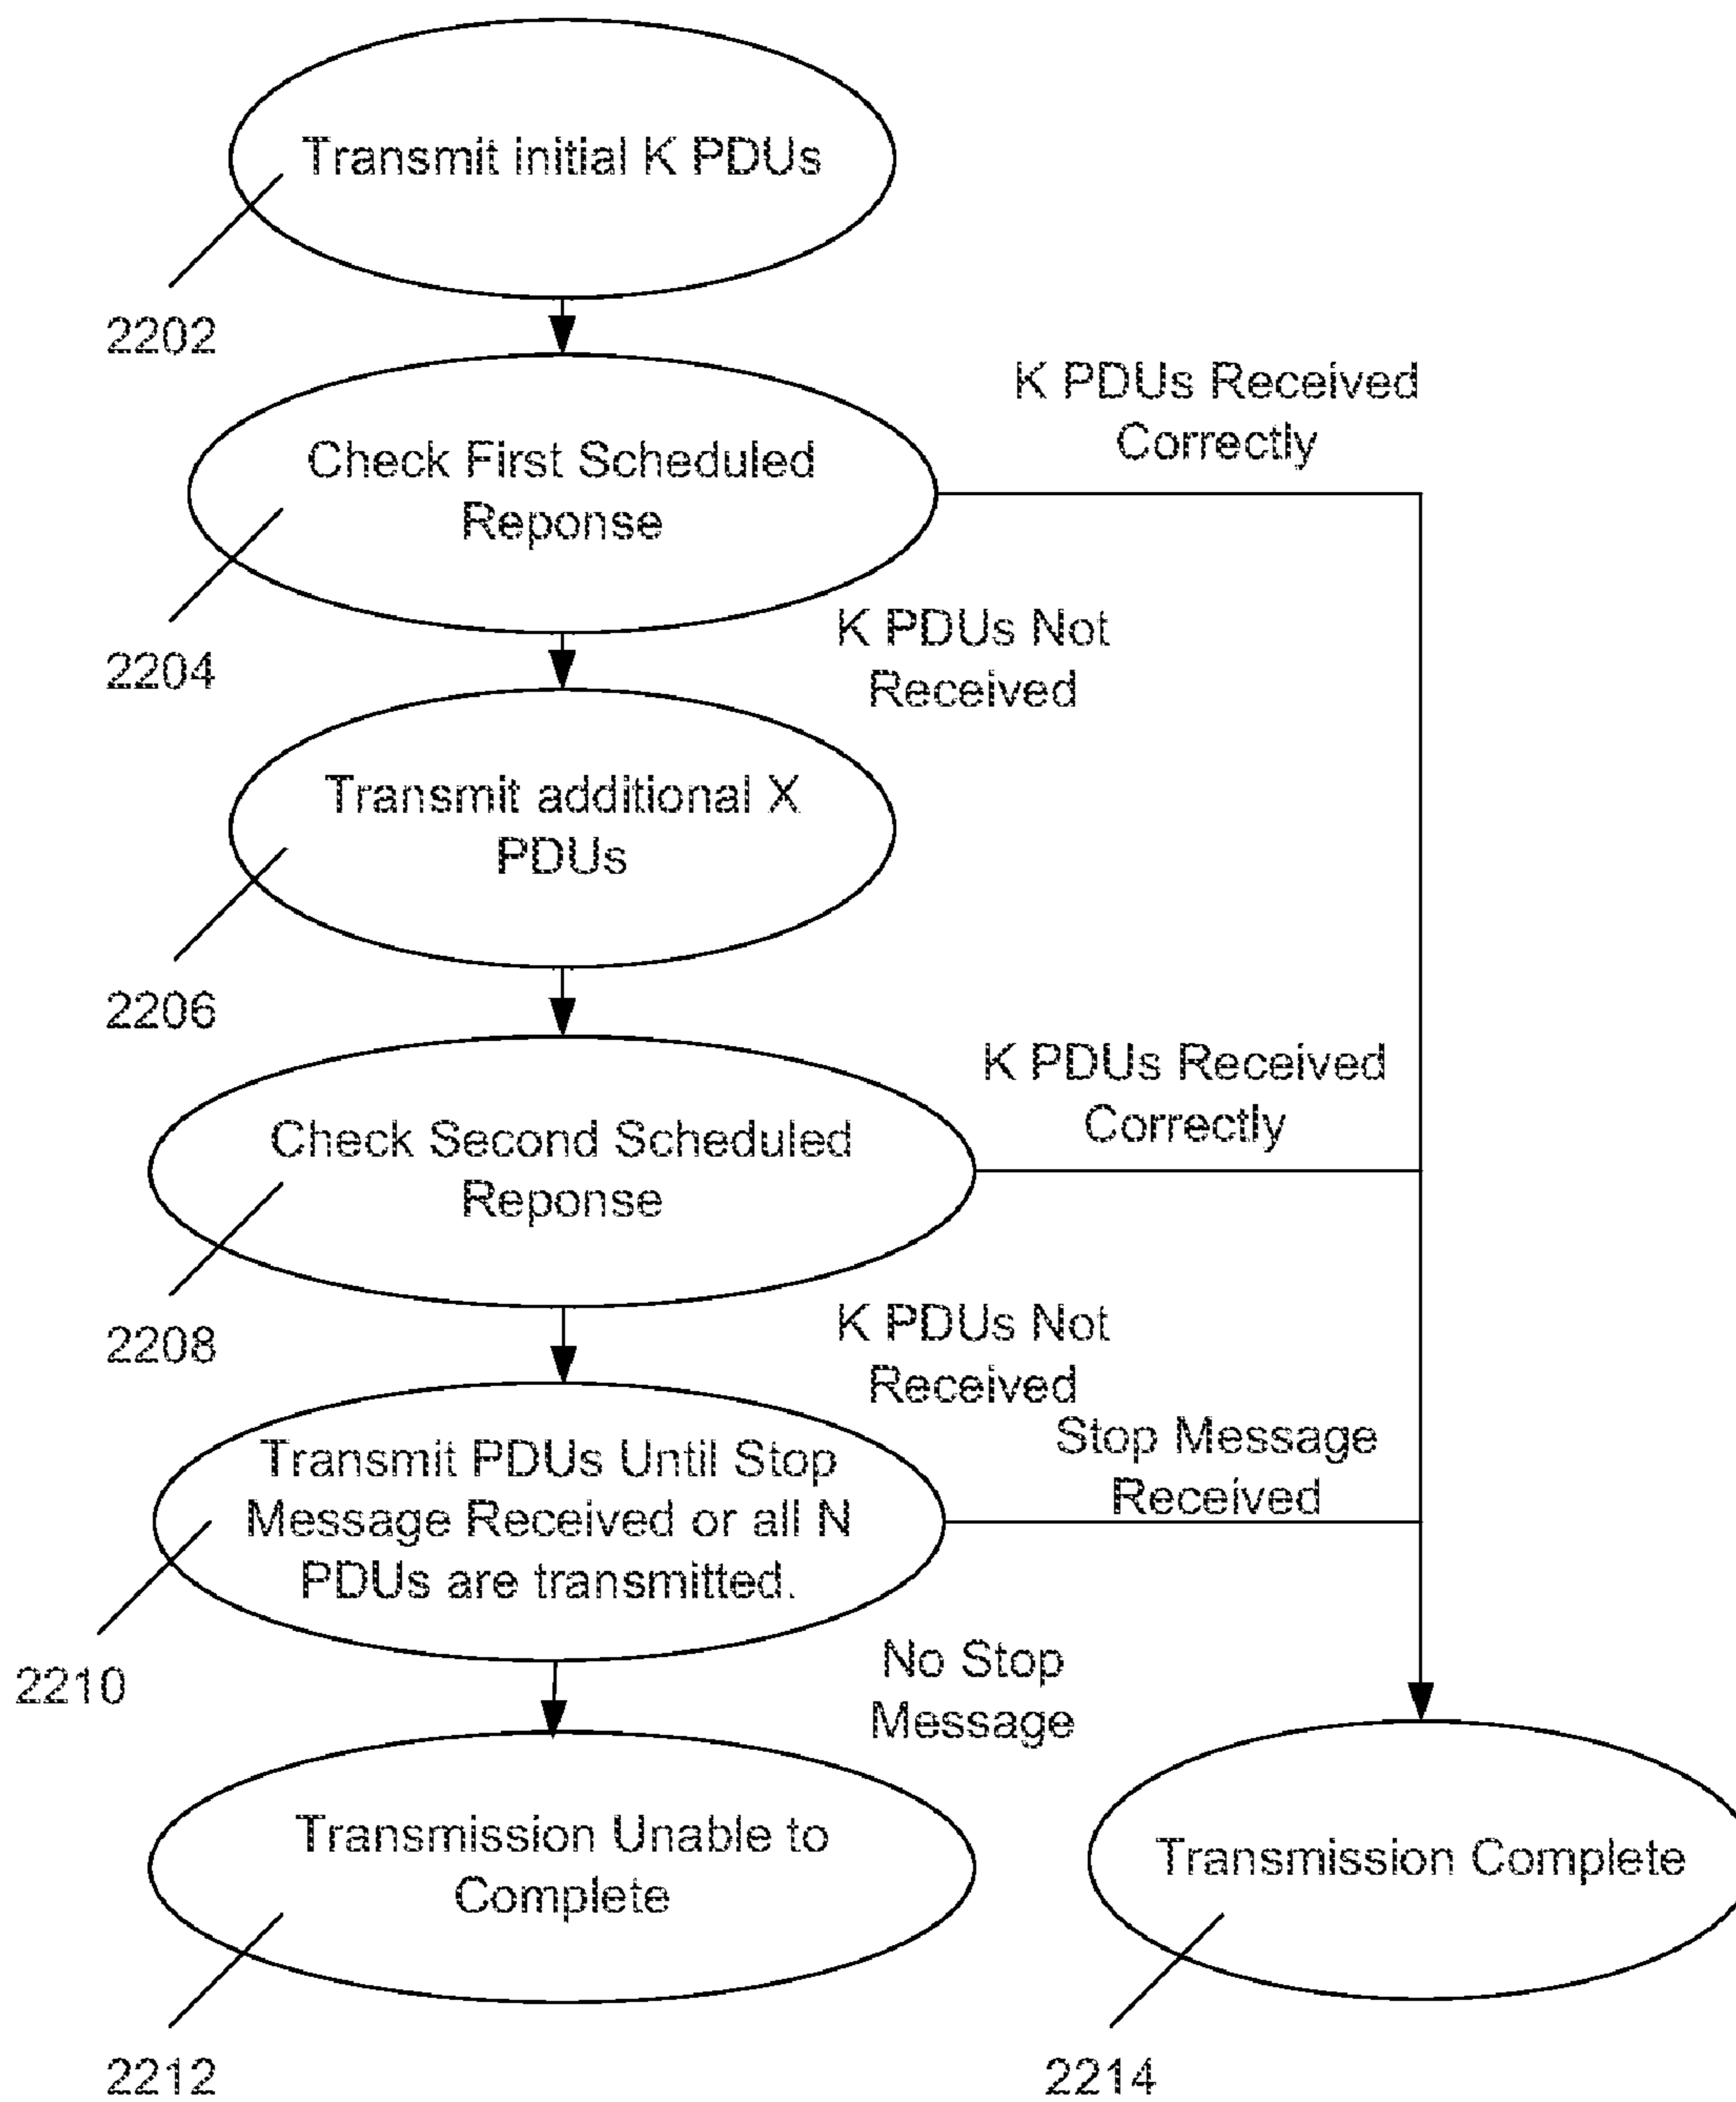 Transmit initial K PDUs
2202
K PDUs Received
Correctly
Check First Scheduled
Reponse
2204
K PDUs Not
Received
Transmit additional X
PDUs
2206
K PDUs Received
Correctly
Check Second Scheduled
Reponse
2208
K PDUs Not
Received
Stop Message
Received
Transmit PDUs Until Stop
Message Received or all N
PDUs are transmitted.
2210
No Stop
Message
Transmission Unable to
Complete
2212
Transmission Complete
2214